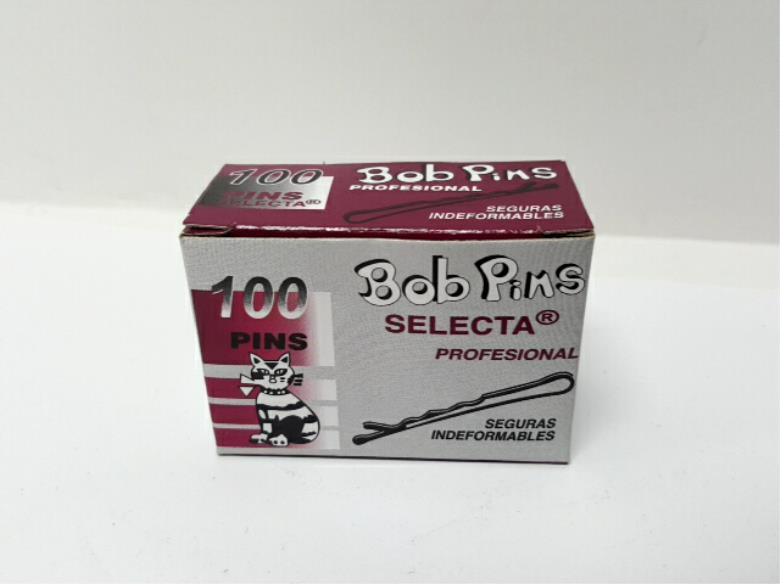 100
PINS
SELECTA®
Bob Pins
PROFESIONAL
SEGURAS
INDEFORMABLES
100
PINS
Bob Pins
SELECTA®
PROFESIONAL
SEGURAS
INDEFORMABLES